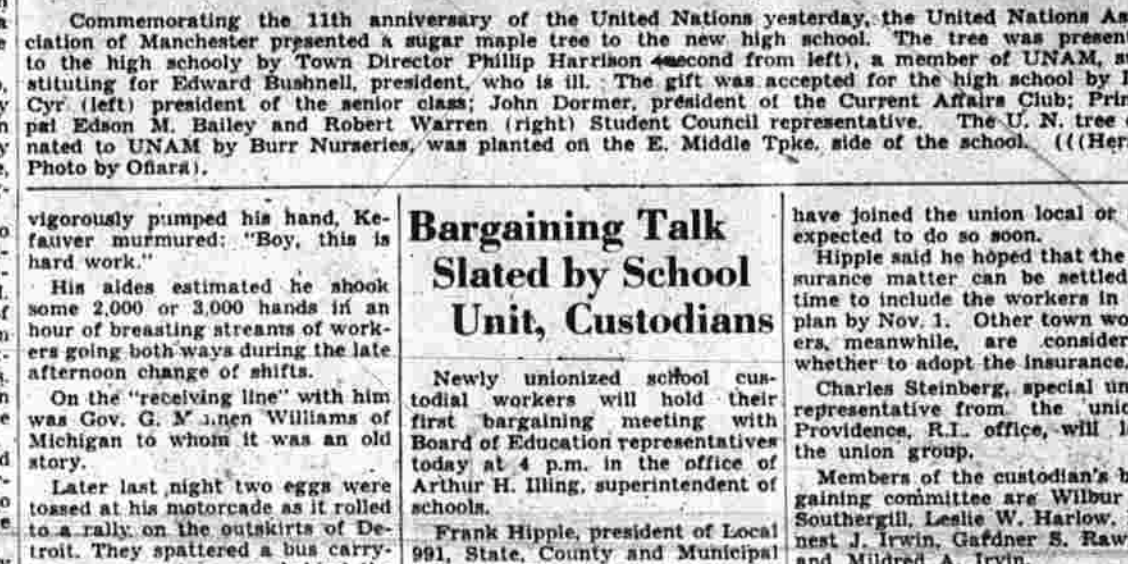 Commemorating the 11th anniversary of the United Nations yesterday, the United Nations As
ciation of Manchester presented a sugar maple tree to the new high school. The tree was present
to the high schooly by Town Director Phillip Harrison second from left), a member of UNAM, s
stituting for Edward Bushnell, president, who is ill. The gift was accepted for the high school by
Cyr (left) president of the senior class; John Dormer, president of the Current Affairs Club; Prin
pal Edson M. Bailey and Robert Warren (right) Student Council representative. The U. N. tree
nated to UNAM by Burr Nurseries, was planted on the E. Middle Tpke. side of the school. (((Her
Photo by Ofiara).
vigorously pumped his hand, Ke-
fauver murmured: "Boy, this is
hard work."
His aides estimated he shook
some 2,000 or 3,000 hands in an
hour of breasting streams of work-
ers going both ways during the late
afternoon change of shifts.
On the "receiving line" with him
was Gov. G. Williams of
Michigan to whom it was an old
story.
Later last night two eggs were
tossed at his motorcade as it rolled
to a rally on the outskirts of De-
troit. They spattered a bus carry-
Bargaining Talk
Slated by School
Unit, Custodians
Newly unionized school cus-
todial workers will hold their
first bargaining meeting with
Board of Education representatives
today at 4 p.m. in the office of
Arthur H. Illing, superintendent of
schools.
Frank Hipple, president of Local
991, State, County and Municipal
have joined the union local or
expected to do so soon.
Hipple said he hoped that the
surance matter can be settled
time to include the workers in
plan by Nov. 1. Other town wo
ers, meanwhile, are consider
whether to adopt the insurance.
Charles Steinberg, special un
representative from the unio
Providence, R.I. office, will l
the union group.
Members of the custodian's b
gaining committee are Wilbur
Southergill, Leslie W. Harlow,
nest J. Irwin, Gardner S. Raw
and Mildred A. Irvin.